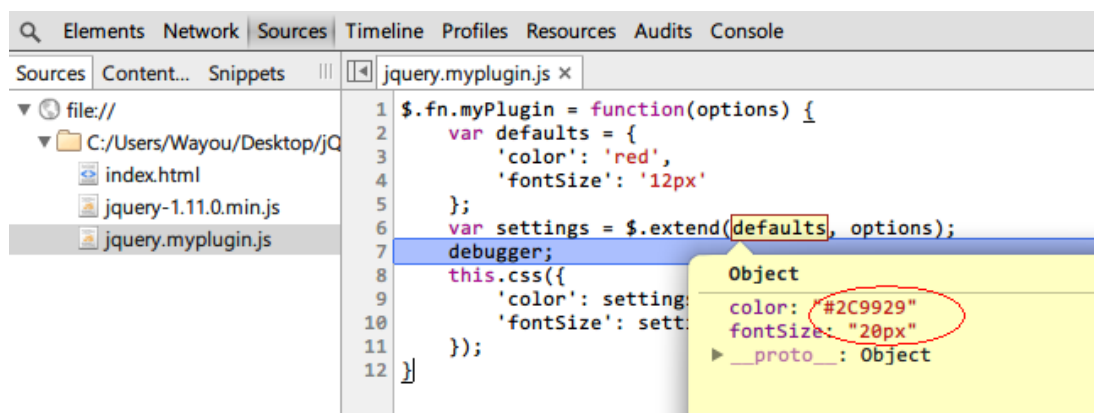 Elements Network Sources Timeline Profiles Resources Audits Console
Sources Content... Snippets jquery.myplugin.js ×
file://
C:/Users/Wayou/Desktop/jQ
index.html
jquery-1.11.0.min.js
jquery.myplugin.js
1 $.fn.myPlugin = function(options) {
2 var defaults = {
3 'color': 'red',
4 'fontSize': '12px'
5 };
6 var settings = $.extend(defaults, options);
7 debugger;
8 this.css({
9 'color': setting
10 'fontSize': sett
11 });
12 }
Object
color: "#2C9929"
fontSize: "20px"
__proto__: Object